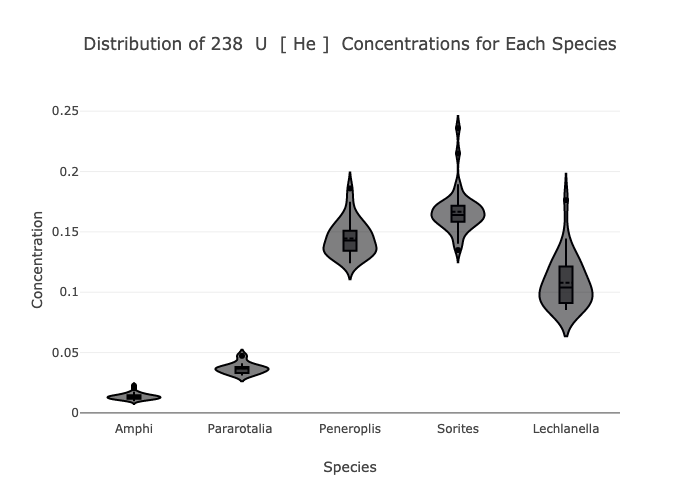 Distribution of 238 U [ He ] Concentrations for Each Species
0.25
0.2
0.15
0.1
0.05
0
Concentration
Amphi Pararotalia Peneroplis Sorites Lechlanella
Species